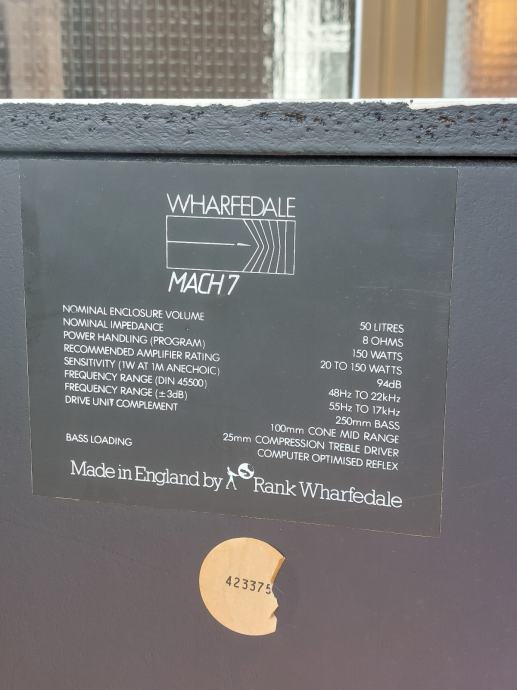 WHARFEDALE
MACH 7
NOMINAL ENCLOSURE VOLUME 50 LITRES
NOMINAL IMPEDANCE 8 OHMS
POWER HANDLING (PROGRAM) 150 WATTS
RECOMMENDED AMPLIFIER RATING 20 TO 150 WATTS
SENSITIVITY (1W AT 1M ANECHOIC) 94dB
FREQUENCY RANGE (DIN 45500) 48Hz TO 22kHz
FREQUENCY RANGE (±3dB) 55Hz TO 17kHz
DRIVE UNIT COMPLEMENT 250mm BASS
100mm CONE MID RANGE
25mm COMPRESSION TREBLE DRIVER
BASS LOADING COMPUTER OPTIMISED REFLEX
Made in England by Rank Wharfedale
423375